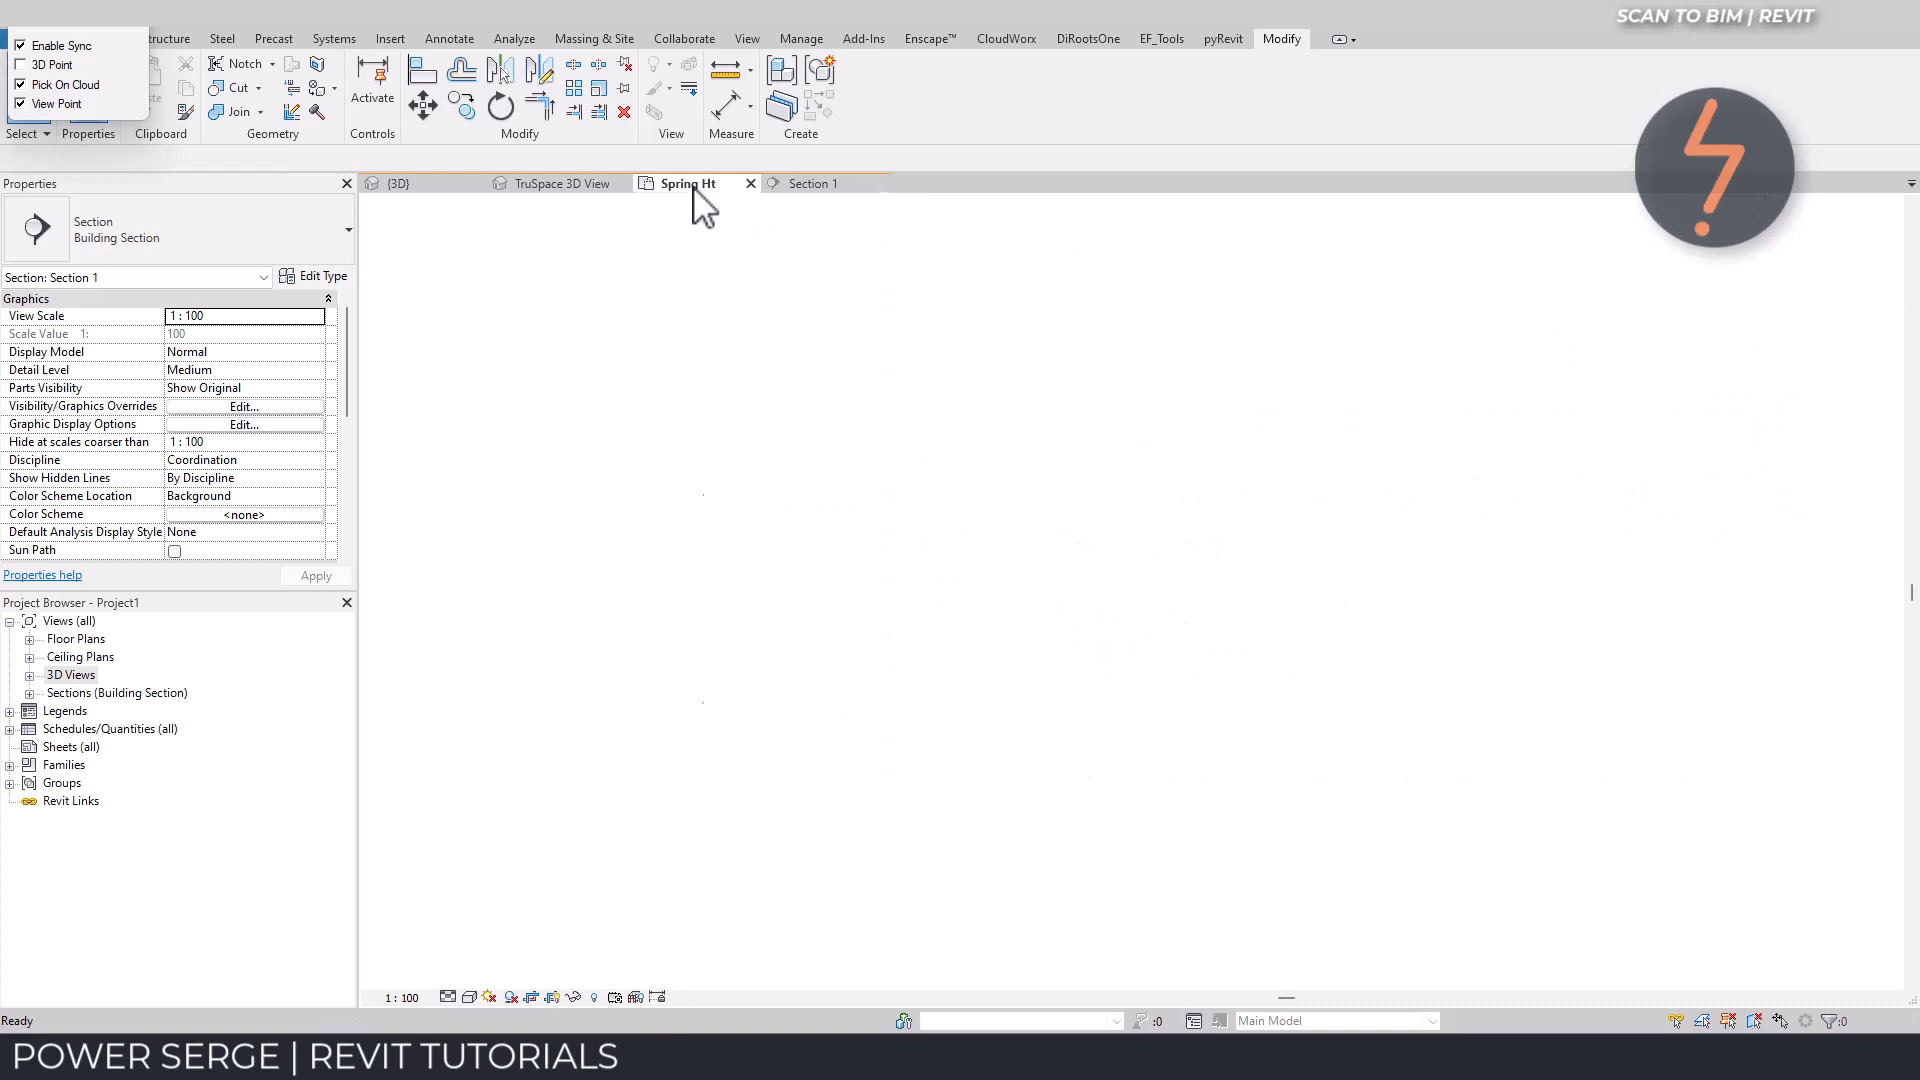 SCAN TO BIM | REVIT
Enable Sync
3D Point
Pick On Cloud
View Point
Steel Precast Systems Insert Annotate Analyze Massing & Site Collaborate View Manage Add-Ins Enscape™ CloudWorx DiRootsOne EF_Tools pyRevit Modify
Notch
Cut
Join
Activate
Select Properties Clipboard Geometry Controls Modify View Measure Create
Properties
{3D} TruSpace 3D View Spring Ht Section 1
Section
Building Section
Section: Section 1 Edit Type
Graphics
View Scale 1 : 100
Scale Value 1: 100
Display Model Normal
Detail Level Medium
Parts Visibility Show Original
Visibility/Graphics Overrides Edit...
Graphic Display Options Edit...
Hide at scales coarser than 1 : 100
Discipline Coordination
Show Hidden Lines By Discipline
Color Scheme Location Background
Color Scheme <none>
Default Analysis Display Style None
Sun Path
Properties help Apply
Project Browser - Project1
Views (all)
Floor Plans
Ceiling Plans
3D Views
Sections (Building Section)
Legends
Schedules/Quantities (all)
Sheets (all)
Families
Groups
Revit Links
1 : 100
Ready :0 Main Model :0
POWER SERGE | REVIT TUTORIALS